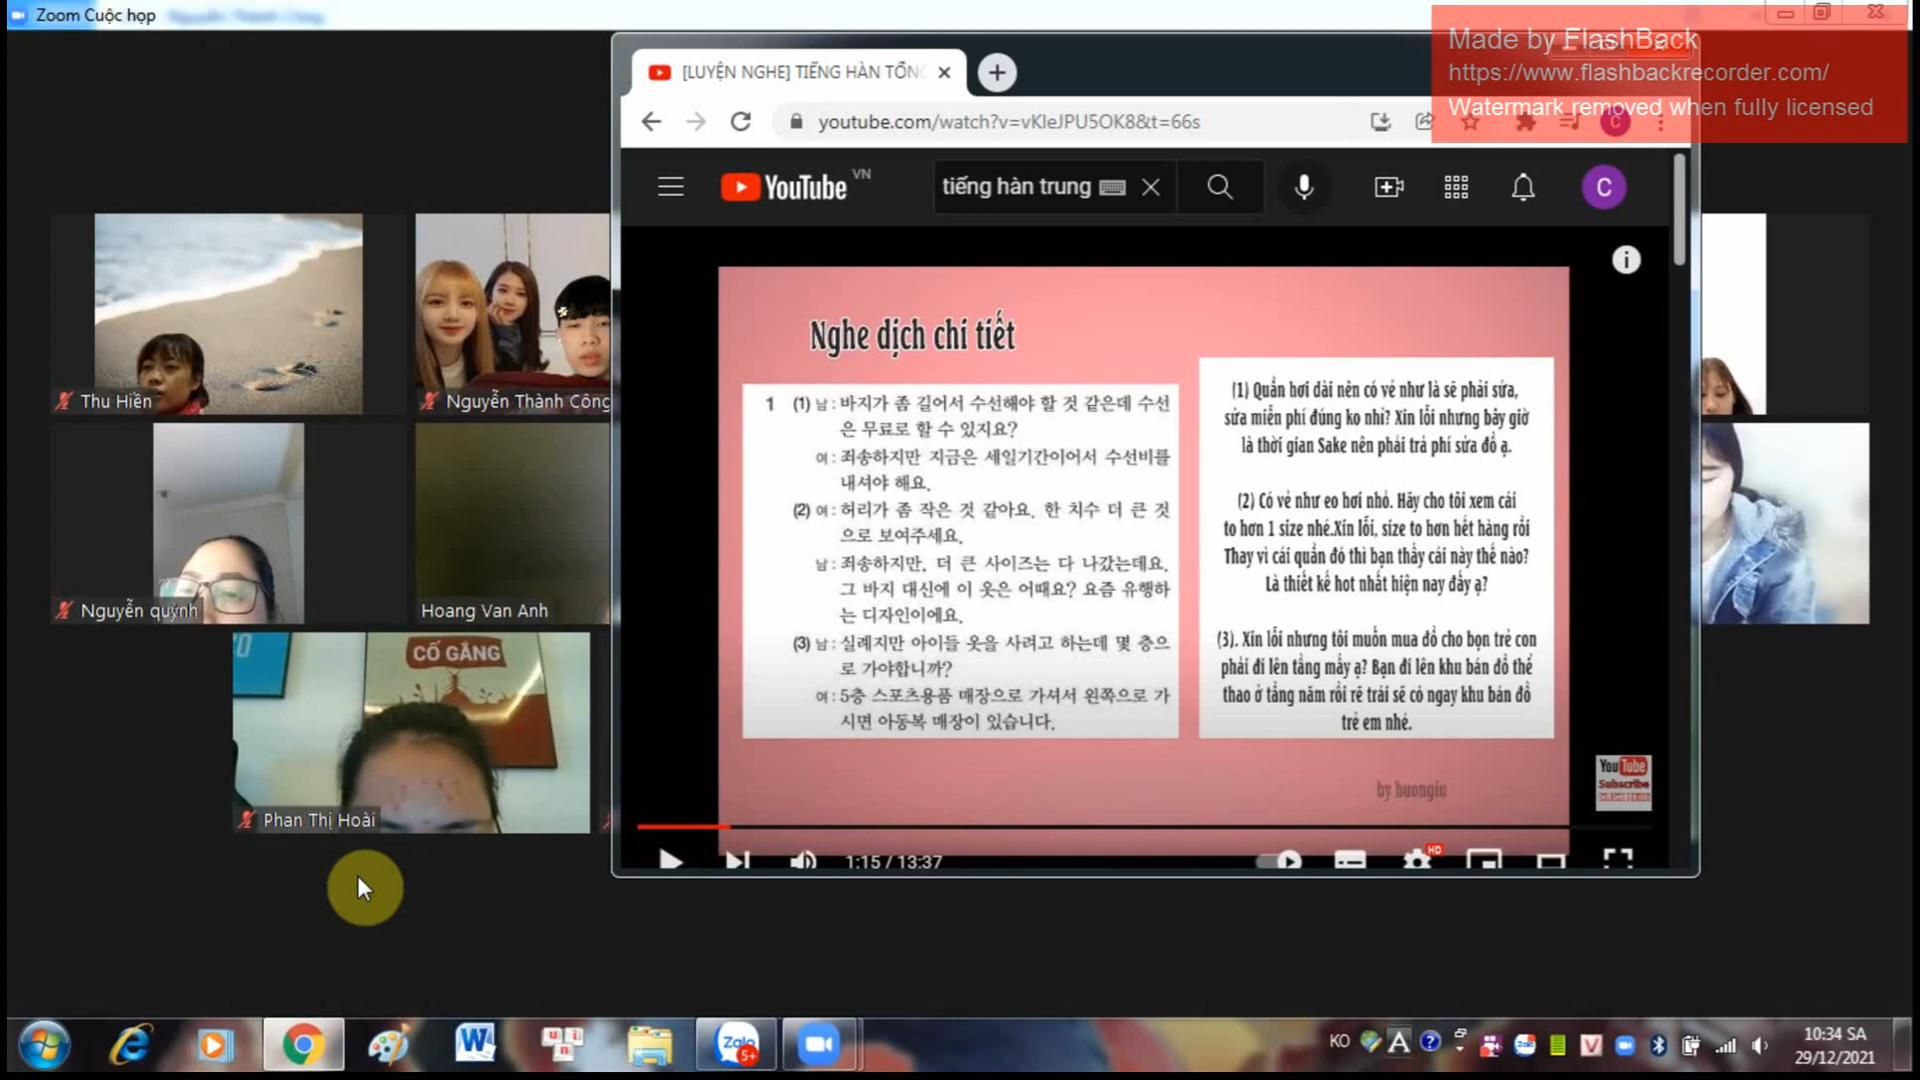 Zoom Cuộc họp
Made by FlashBack
https://www.flashbackrecorder.com/
Watermark removed when fully licensed
[LUYỆN NGHE] TIẾNG HÀN TỔNG
youtube.com/watch?v=vKleJPU5OK8&t=66s
YouTube VN
tiếng hàn trung
C
Nghe dịch chi tiết
1 (1) 남 : 바지가 좀 길어서 수선해야 할 것 같은데 수선
은 무료로 할 수 있지요?
여 : 죄송하지만 지금은 세일기간이어서 수선비를
내셔야 해요.
(2) 여 : 허리가 좀 작은 것 같아요. 한 치수 더 큰 것
으로 보여주세요.
남 : 죄송하지만, 더 큰 사이즈는 다 나갔는데요.
그 바지 대신에 이 옷은 어때요? 요즘 유행하
는 디자인이에요.
(3) 남 : 실례지만 아이들 옷을 사려고 하는데 몇 층으
로 가야합니까?
여 : 5층 스포츠용품 매장으로 가셔서 왼쪽으로 가
시면 아동복 매장이 있습니다.
(1) Quần hơi dài nên có vẻ như là sẽ phải sửa,
sửa miễn phí đúng ko nhỉ? Xin lỗi nhưng bây giờ
là thời gian Sake nên phải trả phí sửa đồ ạ.
(2) Có vẻ như eo hơi nhỏ. Hãy cho tôi xem cái
to hơn 1 size nhé.Xin lỗi, size to hơn hết hàng rồi
Thay vì cái quần đó thì bạn thấy cái này thế nào?
Là thiết kế hot nhất hiện nay đấy ạ?
(3). Xin lỗi nhưng tôi muốn mua đồ cho bọn trẻ con
phải đi lên tầng mấy ạ? Bạn đi lên khu bán đồ thể
thao ở tầng năm rồi rẽ trái sẽ có ngay khu bán đồ
trẻ em nhé.
by huongiu
YouTube
Subscribe
1:15 / 13:37
HD
Thu Hiền
Nguyễn Thành Công
Nguyễn quỳnh
Hoang Van Anh
CỐ GẮNG
Phan Thị Hoài
Zalo
5+
KO
A
10:34 SA
29/12/2021